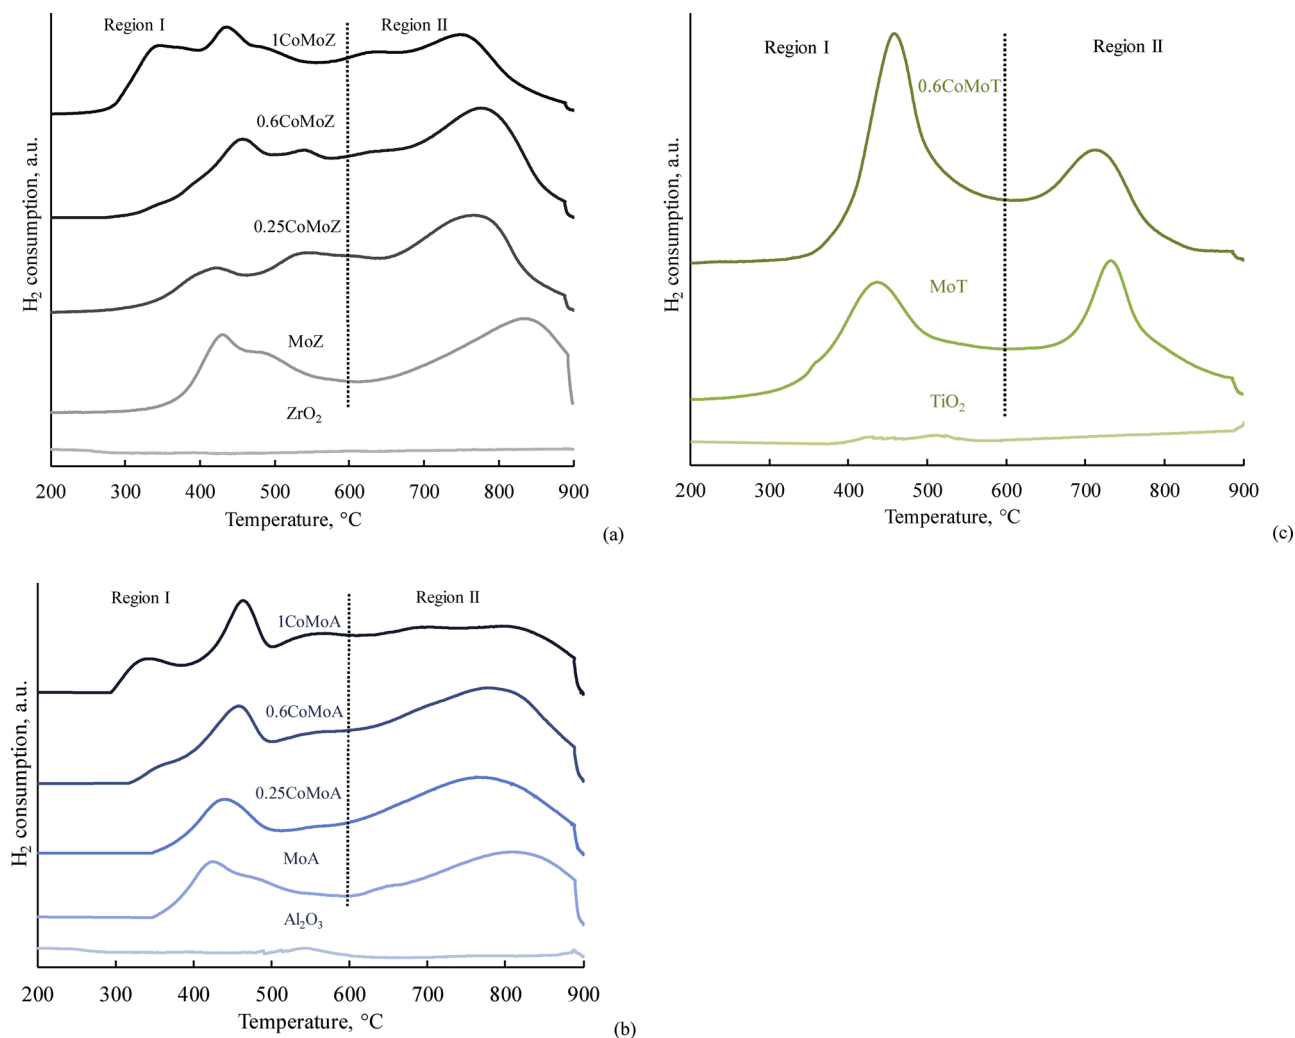 Region I
Region II
1CoMoZ
0.6CoMoZ
0.25CoMoZ
MoZ
ZrO2
H2 consumption, a.u.
200 300 400 500 600 700 800 900
Temperature, °C
(a)
Region I
Region II
0.6CoMoT
MoT
TiO2
H2 consumption, a.u.
200 300 400 500 600 700 800 900
Temperature, °C
(c)
Region I
Region II
1CoMoA
0.6CoMoA
0.25CoMoA
MoA
Al2O3
H2 consumption, a.u.
200 300 400 500 600 700 800 900
Temperature, °C
(b)